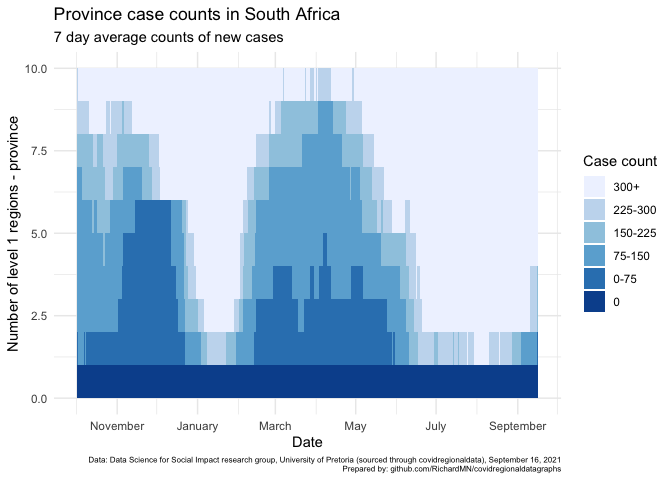 Province case counts in South Africa
7 day average counts of new cases
Number of level 1 regions - province
10.0
7.5
5.0
2.5
0.0
November
January
March
May
July
September
Date
Case count
300+
225-300
150-225
75-150
0-75
0
Data: Data Science for Social Impact research group, University of Pretoria (sourced through covidregionaldata), September 16, 2021
Prepared by: github.com/RichardMN/covidregionaldatagraphs